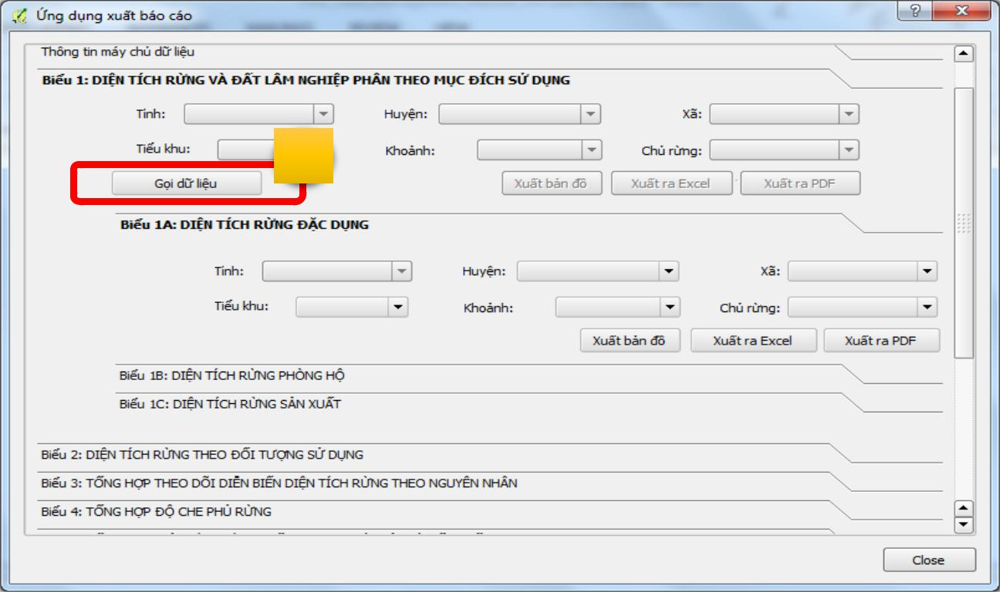 Ứng dụng xuất báo cáo
Thông tin máy chủ dữ liệu
Biểu 1: DIỆN TÍCH RỪNG VÀ ĐẤT LÂM NGHIỆP PHÂN THEO MỤC ĐÍCH SỬ DỤNG
Tỉnh: Huyện: Xã:
Tiểu khu: Khoảnh: Chủ rừng:
Gọi dữ liệu Xuất bản đồ Xuất ra Excel Xuất ra PDF
Biểu 1A: DIỆN TÍCH RỪNG ĐẶC DỤNG
Tỉnh: Huyện: Xã:
Tiểu khu: Khoảnh: Chủ rừng:
Xuất bản đồ Xuất ra Excel Xuất ra PDF
Biểu 1B: DIỆN TÍCH RỪNG PHÒNG HỘ
Biểu 1C: DIỆN TÍCH RỪNG SẢN XUẤT
Biểu 2: DIỆN TÍCH RỪNG THEO ĐỐI TƯỢNG SỬ DỤNG
Biểu 3: TỔNG HỢP THEO DÕI DIỄN BIẾN DIỆN TÍCH RỪNG THEO NGUYÊN NHÂN
Biểu 4: TỔNG HỢP ĐỘ CHE PHỦ RỪNG
Close